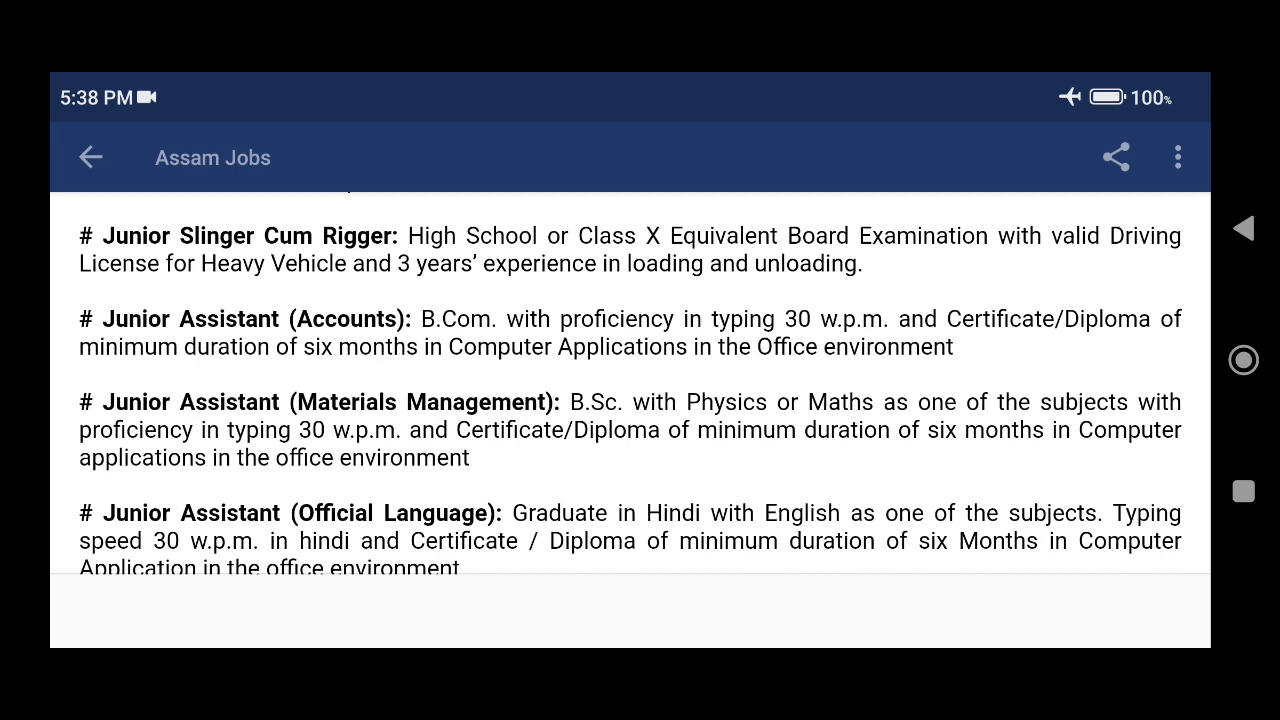 5:38 PM
100%
Assam Jobs
# Junior Slinger Cum Rigger: High School or Class X Equivalent Board Examination with valid Driving
License for Heavy Vehicle and 3 years’ experience in loading and unloading.
# Junior Assistant (Accounts): B.Com. with proficiency in typing 30 w.p.m. and Certificate/Diploma of
minimum duration of six months in Computer Applications in the Office environment
# Junior Assistant (Materials Management): B.Sc. with Physics or Maths as one of the subjects with
proficiency in typing 30 w.p.m. and Certificate/Diploma of minimum duration of six months in Computer
applications in the office environment
# Junior Assistant (Official Language): Graduate in Hindi with English as one of the subjects. Typing
speed 30 w.p.m. in hindi and Certificate / Diploma of minimum duration of six Months in Computer
Application in the office environment